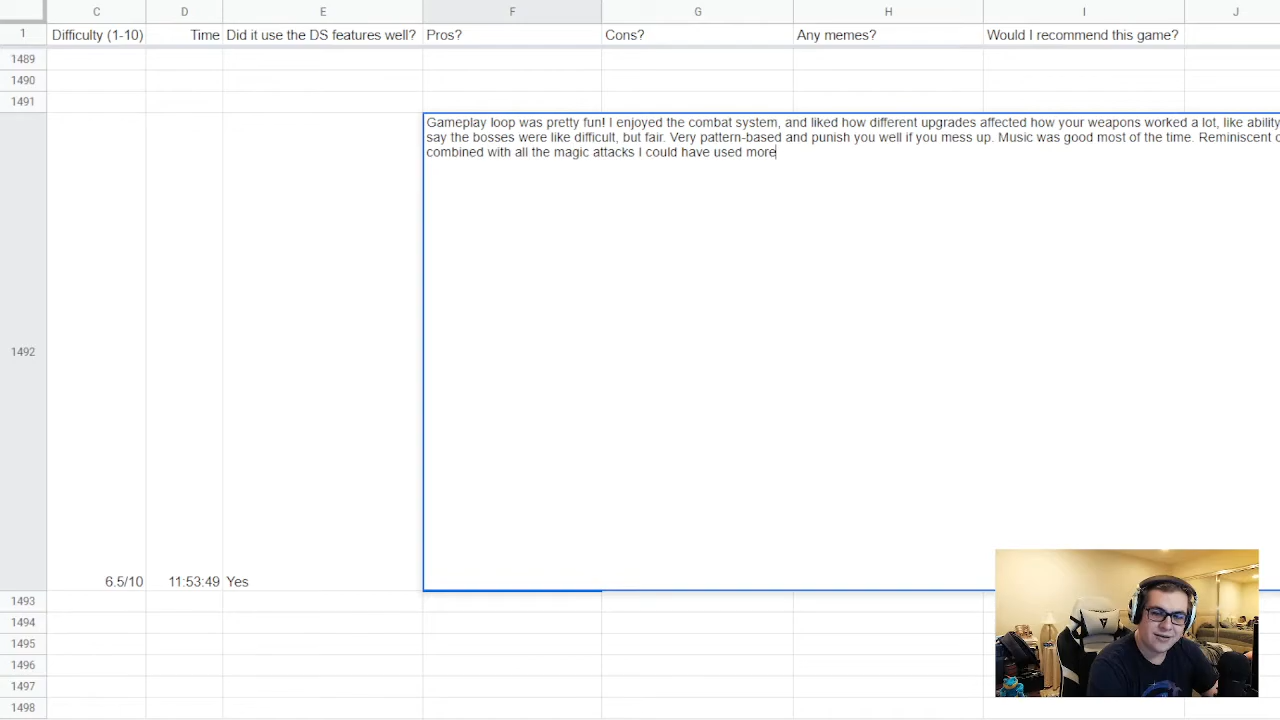 C D E F G H I J
1 Difficulty (1-10) Time Did it use the DS features well? Pros? Cons? Any memes? Would I recommend this game?
1489
1490
1491
Gameplay loop was pretty fun! I enjoyed the combat system, and liked how different upgrades affected how your weapons worked a lot, like ability
say the bosses were like difficult, but fair. Very pattern-based and punish you well if you mess up. Music was good most of the time. Reminiscent
combined with all the magic attacks I could have used more
1492
6.5/10 11:53:49 Yes
1493
1494
1495
1496
1497
1498